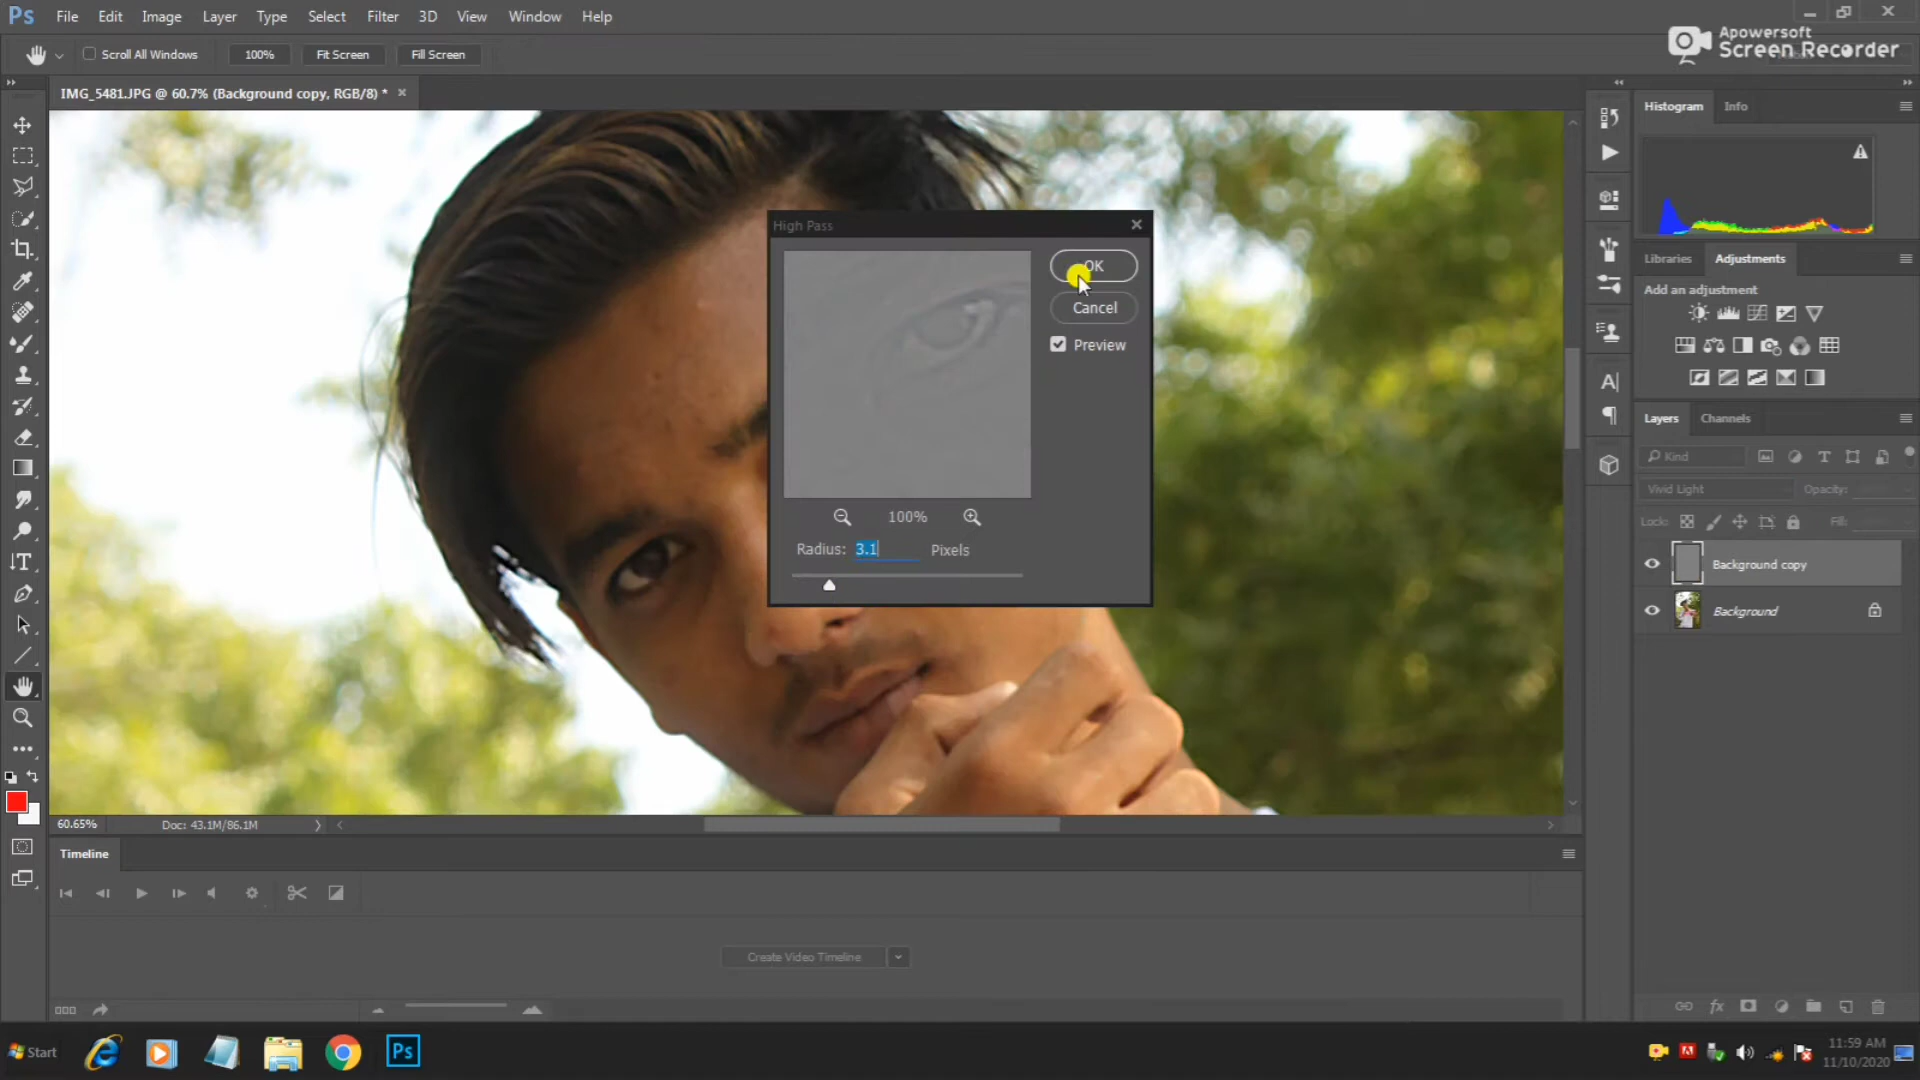 Ps File Edit Image Layer Type Select Filter 3D View Window Help
Apowersoft
Screen Recorder
Scroll All Windows 100% Fit Screen Fill Screen
IMG_5481.JPG @ 60.7% (Background copy, RGB/8) *
Histogram Info
High Pass
OK
Cancel
Preview
100%
Radius: 3.1 Pixels
Libraries Adjustments
Add an adjustment
Layers Channels
Kind
Vivid Light Opacity:
Lock: Fill:
Background copy
Background
60.65% Doc: 43.1M/86.1M
Timeline
Create Video Timeline
Start Ps 11:59 AM
11/10/2020